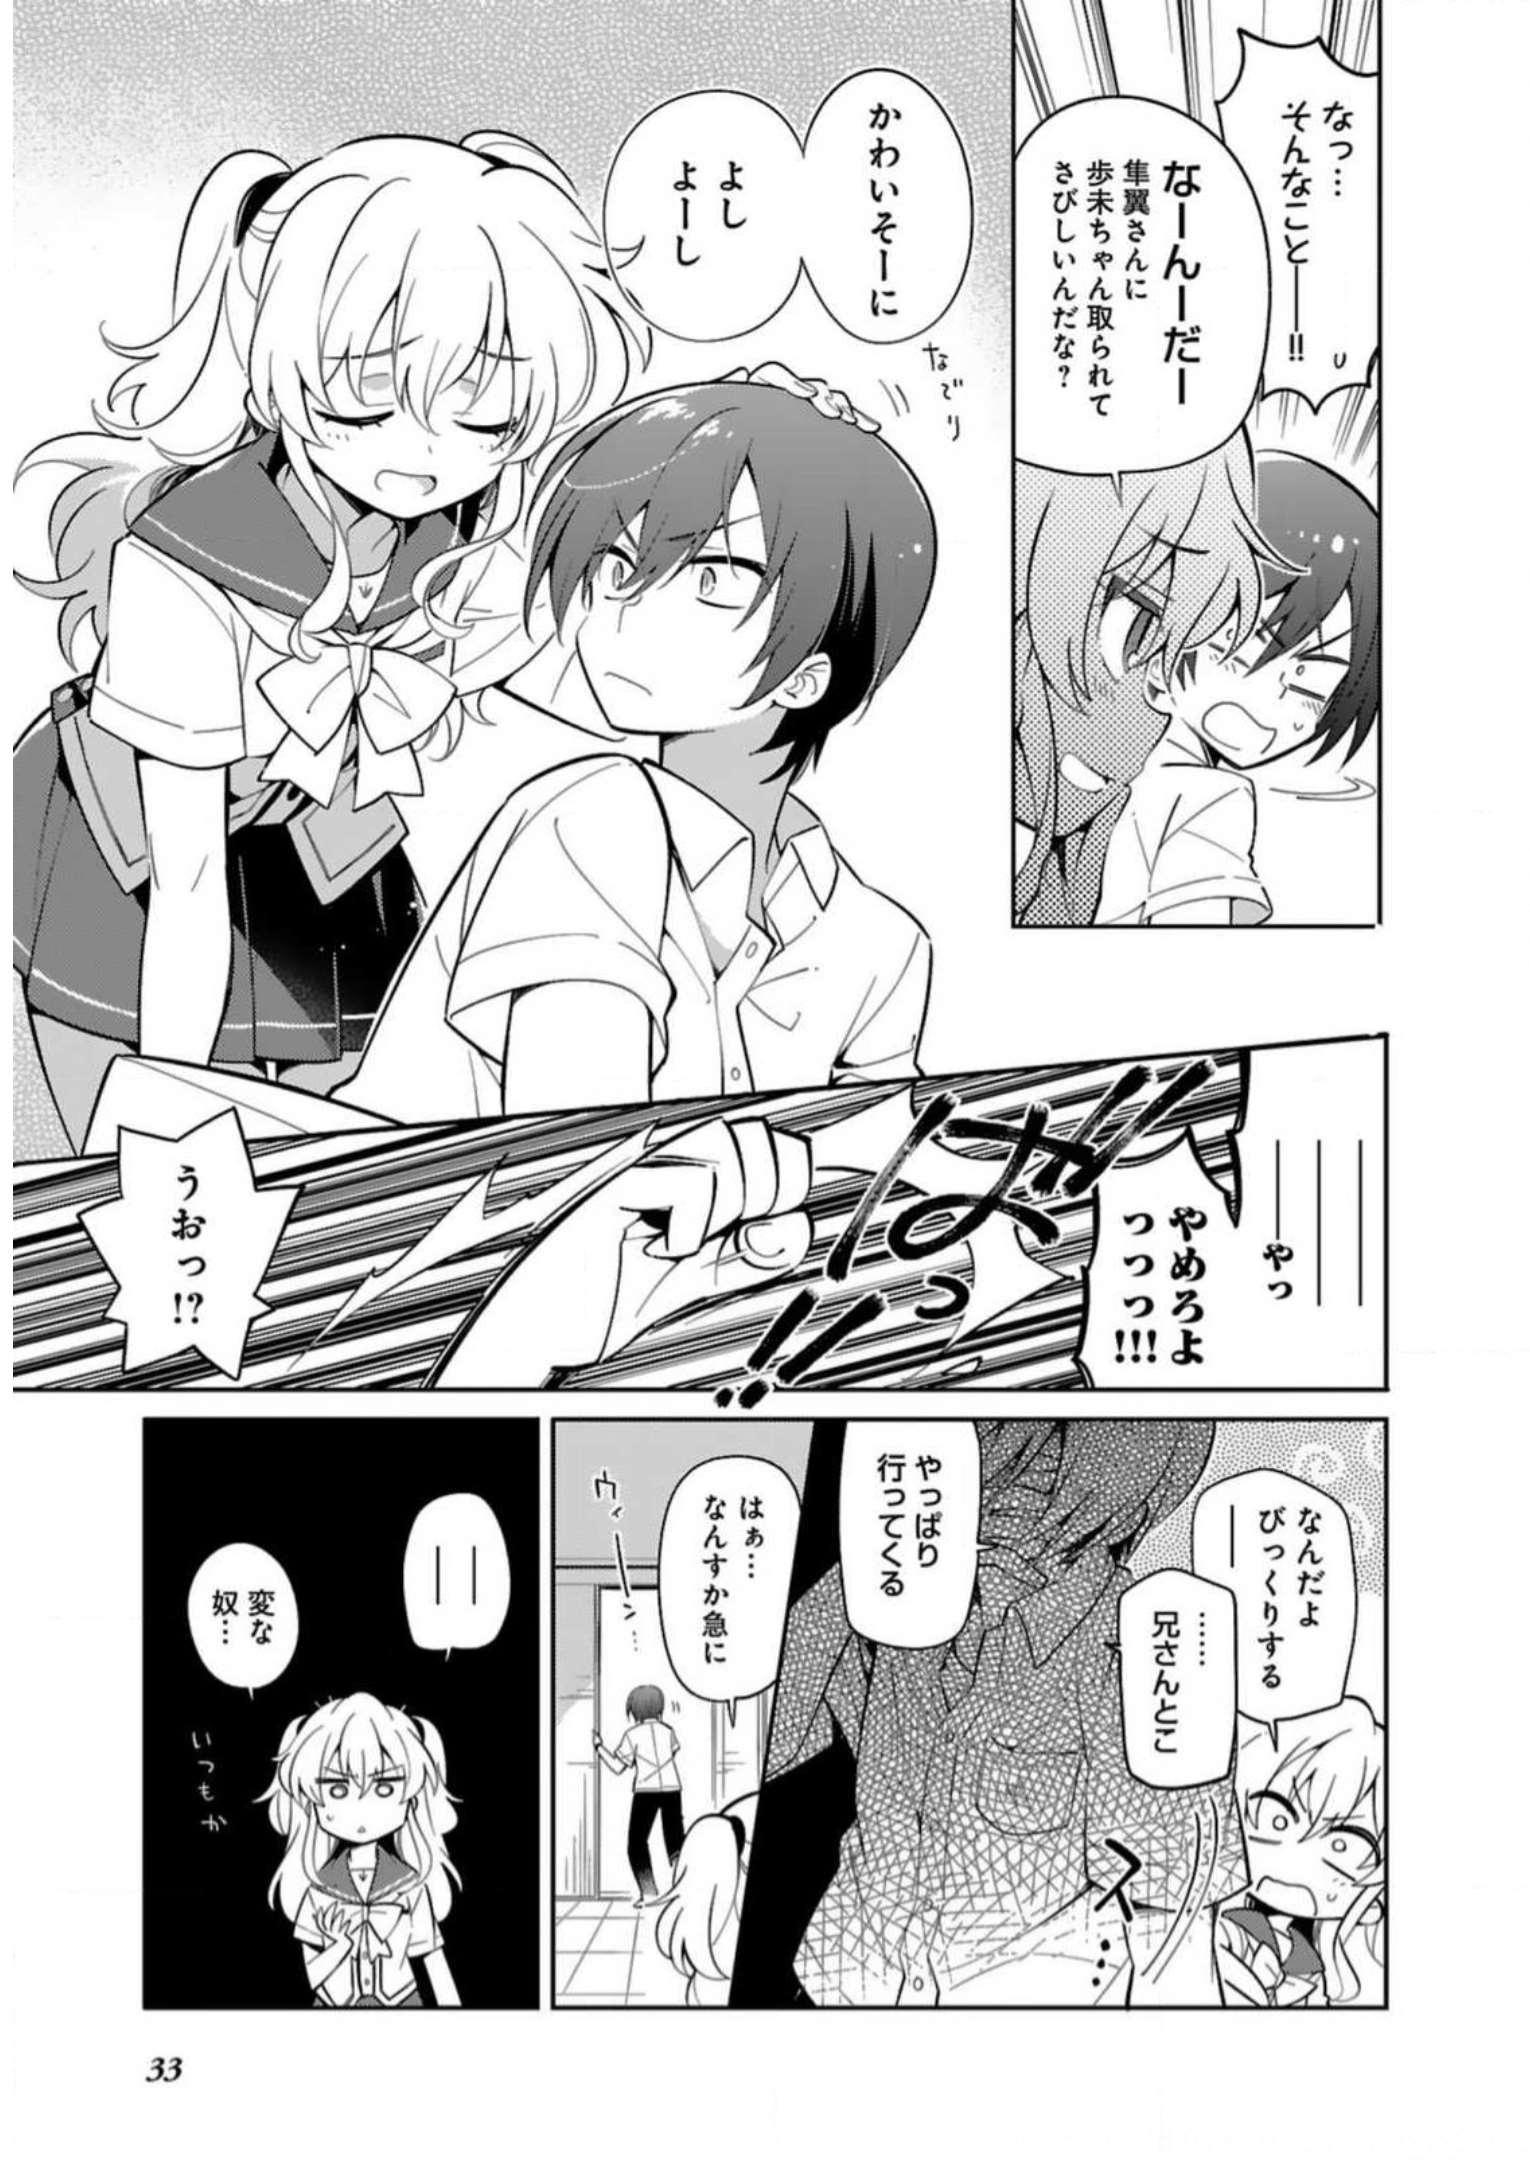 なっ…
そんなこと――!!
なーんーだー
隼翼さんに
歩未ちゃん取られて
さびしいんだな?
かわいそーに
よし
よーし
なでり
――やっ
やめろよ
っっっ!!!
ばっ!!
うおっ!?
なんだよ
びっくりする
――
……
兄さんとこ
やっぱり
行ってくる
ス…
はぁ…
なんすか急に
ウィーン…
――
変な
奴…
いつもか
33